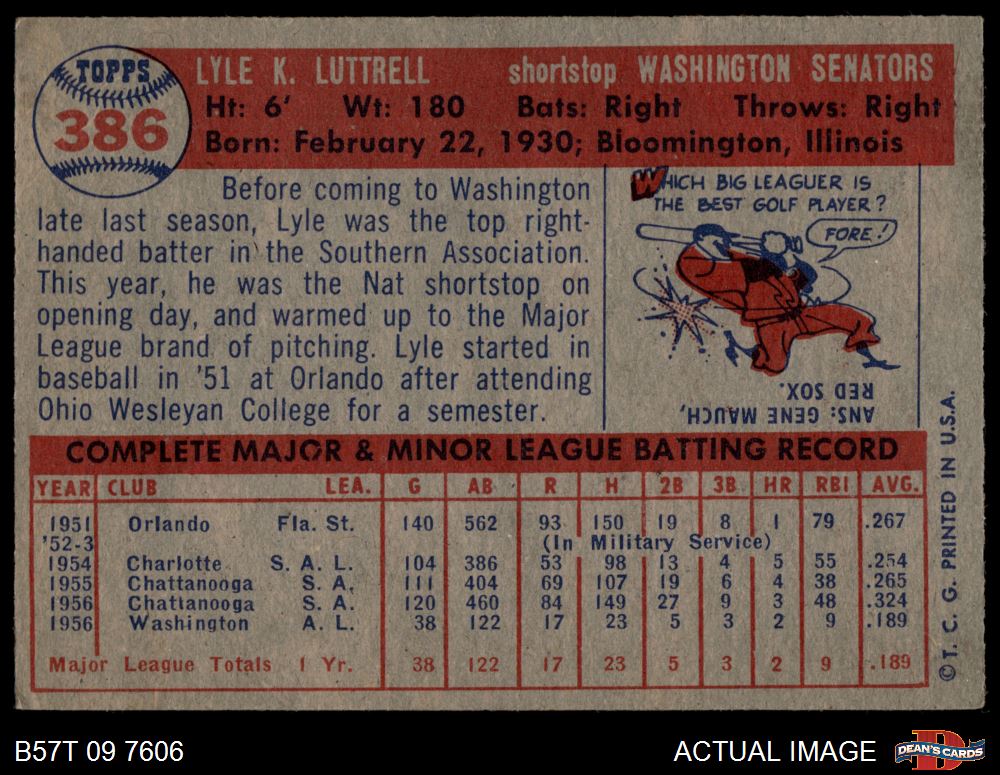 TOPPS
386
LYLE K. LUTTRELL shortstop WASHINGTON SENATORS
Ht: 6' Wt: 180 Bats: Right Throws: Right
Born: February 22, 1930; Bloomington, Illinois
Before coming to Washington
late last season, Lyle was the top right-
handed batter in the Southern Association.
This year, he was the Nat shortstop on
opening day, and warmed up to the Major
League brand of pitching. Lyle started in
baseball in '51 at Orlando after attending
Ohio Wesleyan College for a semester.
WHICH BIG LEAGUER IS
THE BEST GOLF PLAYER?
FORE!
ANS: GENE MAUCH,
RED SOX.
COMPLETE MAJOR & MINOR LEAGUE BATTING RECORD
YEAR CLUB LEA. G AB R H 2B 3B HR RBI AVG.
1951 Orlando Fla. St. 140 562 93 150 19 8 1 79 .267
'52-3 (In Military Service)
1954 Charlotte S. A. L. 104 386 53 98 13 4 5 55 .254
1955 Chattanooga S. A. 111 404 69 107 19 6 4 38 .265
1956 Chattanooga S. A. 120 460 84 149 27 9 3 48 .324
1956 Washington A. L. 38 122 17 23 5 3 2 9 .189
Major League Totals 1 Yr. 38 122 17 23 5 3 2 9 .189
© T. C. G. PRINTED IN U.S.A.
B57T 09 7606
ACTUAL IMAGE
D
DEAN'S CARDS